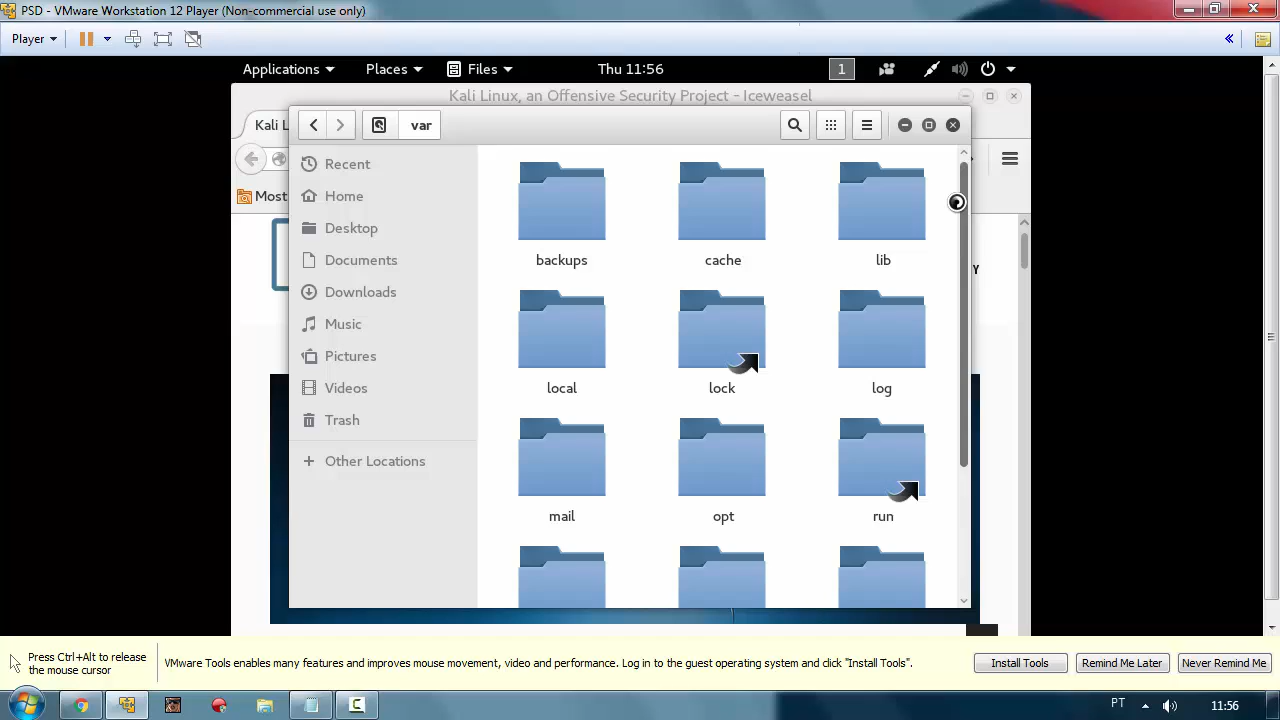 PSD - VMware Workstation 12 Player (Non-commercial use only)
Player
Applications
Places
Files
Thu 11:56
1
Kali Linux, an Offensive Security Project - Iceweasel
Kali L
var
Most
Recent
Home
Desktop
Documents
Downloads
Music
Pictures
Videos
Trash
Other Locations
backups
cache
lib
Y
local
lock
log
mail
opt
run
Press Ctrl+Alt to release
the mouse cursor
VMware Tools enables many features and improves mouse movement, video and performance. Log in to the guest operating system and click "Install Tools".
Install Tools
Remind Me Later
Never Remind Me
PT
11:56